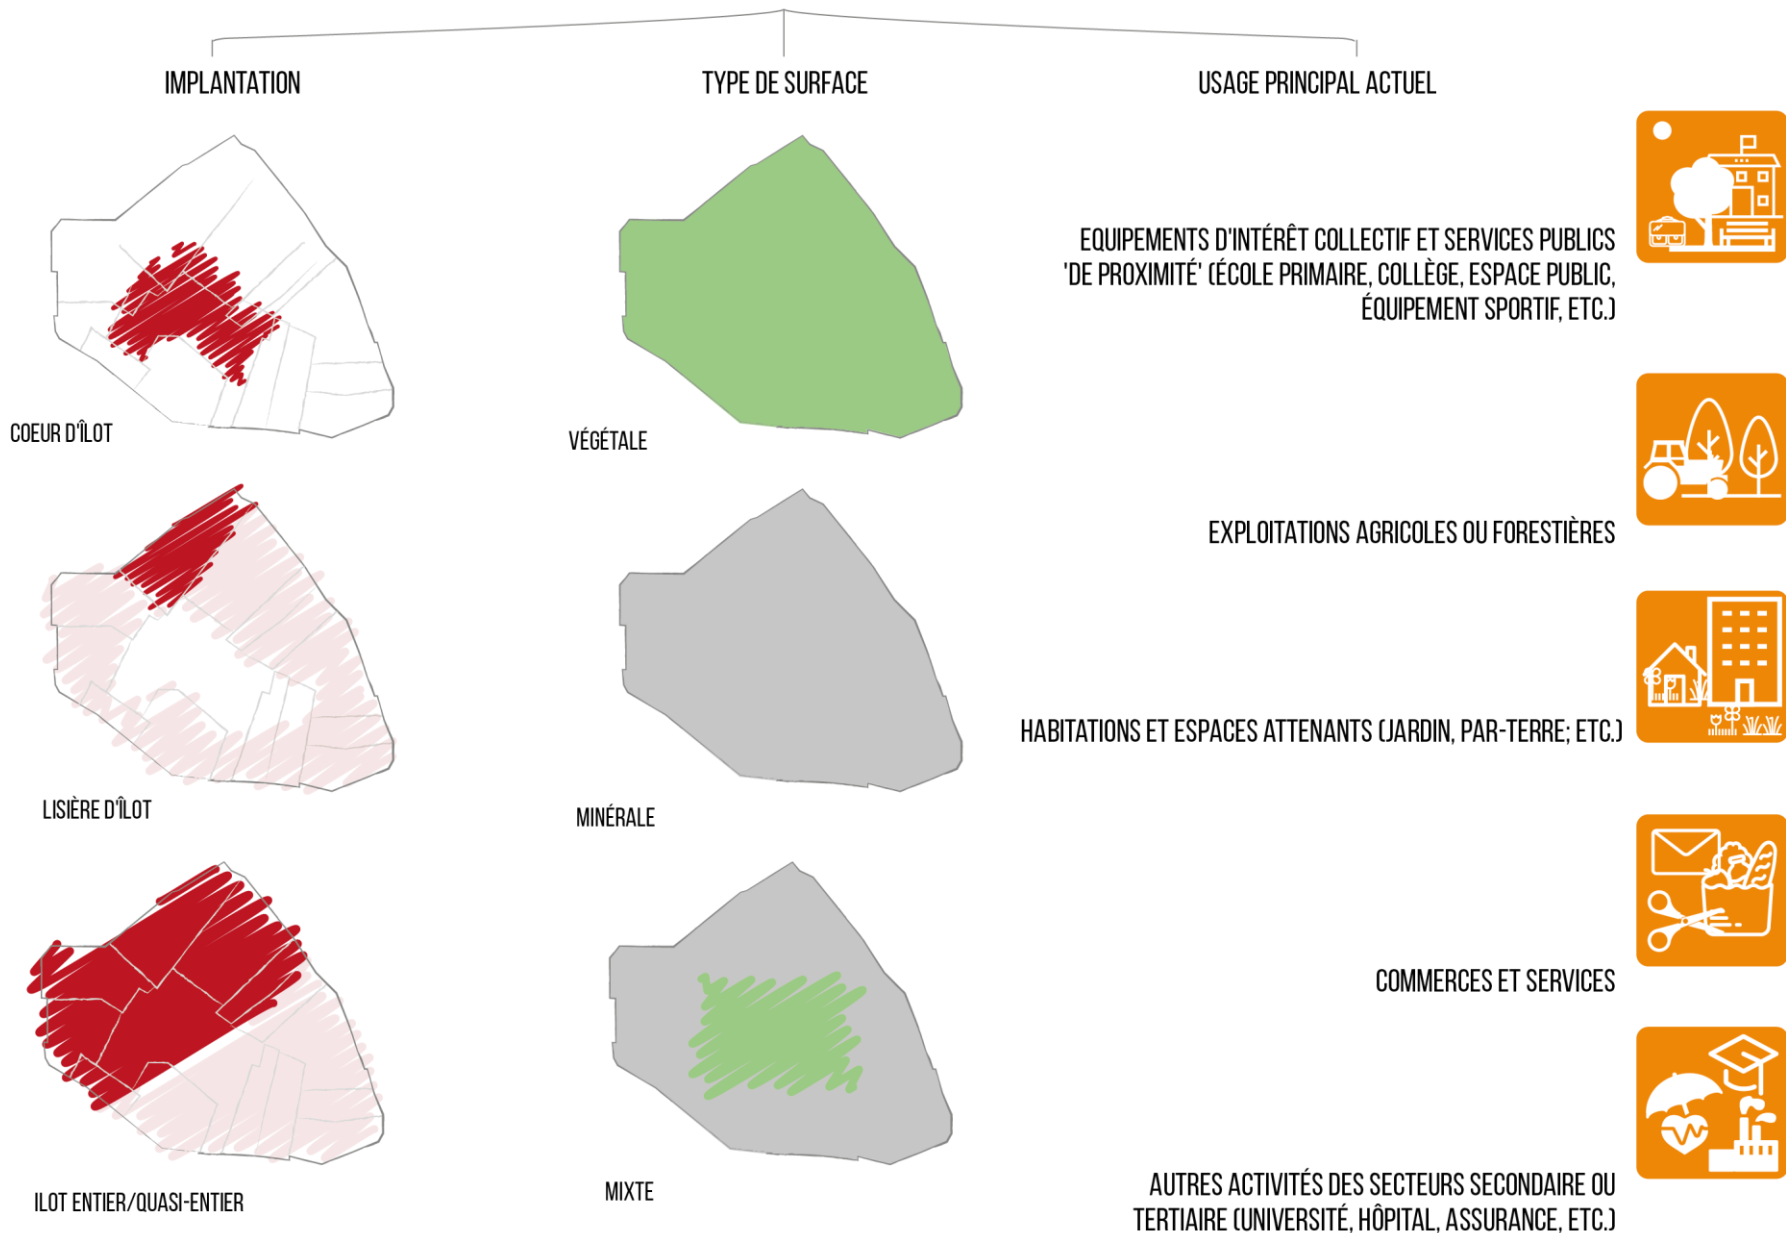 IMPLANTATION
TYPE DE SURFACE
USAGE PRINCIPAL ACTUEL
COEUR D'ÎLOT
LISIÈRE D'ÎLOT
ILOT ENTIER/QUASI-ENTIER
VÉGÉTALE
MINÉRALE
MIXTE
EQUIPEMENTS D'INTÉRÊT COLLECTIF ET SERVICES PUBLICS
'DE PROXIMITÉ' (ÉCOLE PRIMAIRE, COLLÈGE, ESPACE PUBLIC,
ÉQUIPEMENT SPORTIF, ETC.)
EXPLOITATIONS AGRICOLES OU FORESTIÈRES
HABITATIONS ET ESPACES ATTENANTS (JARDIN, PAR-TERRE; ETC.)
COMMERCES ET SERVICES
AUTRES ACTIVITÉS DES SECTEURS SECONDAIRE OU
TERTIAIRE (UNIVERSITÉ, HÔPITAL, ASSURANCE, ETC.)